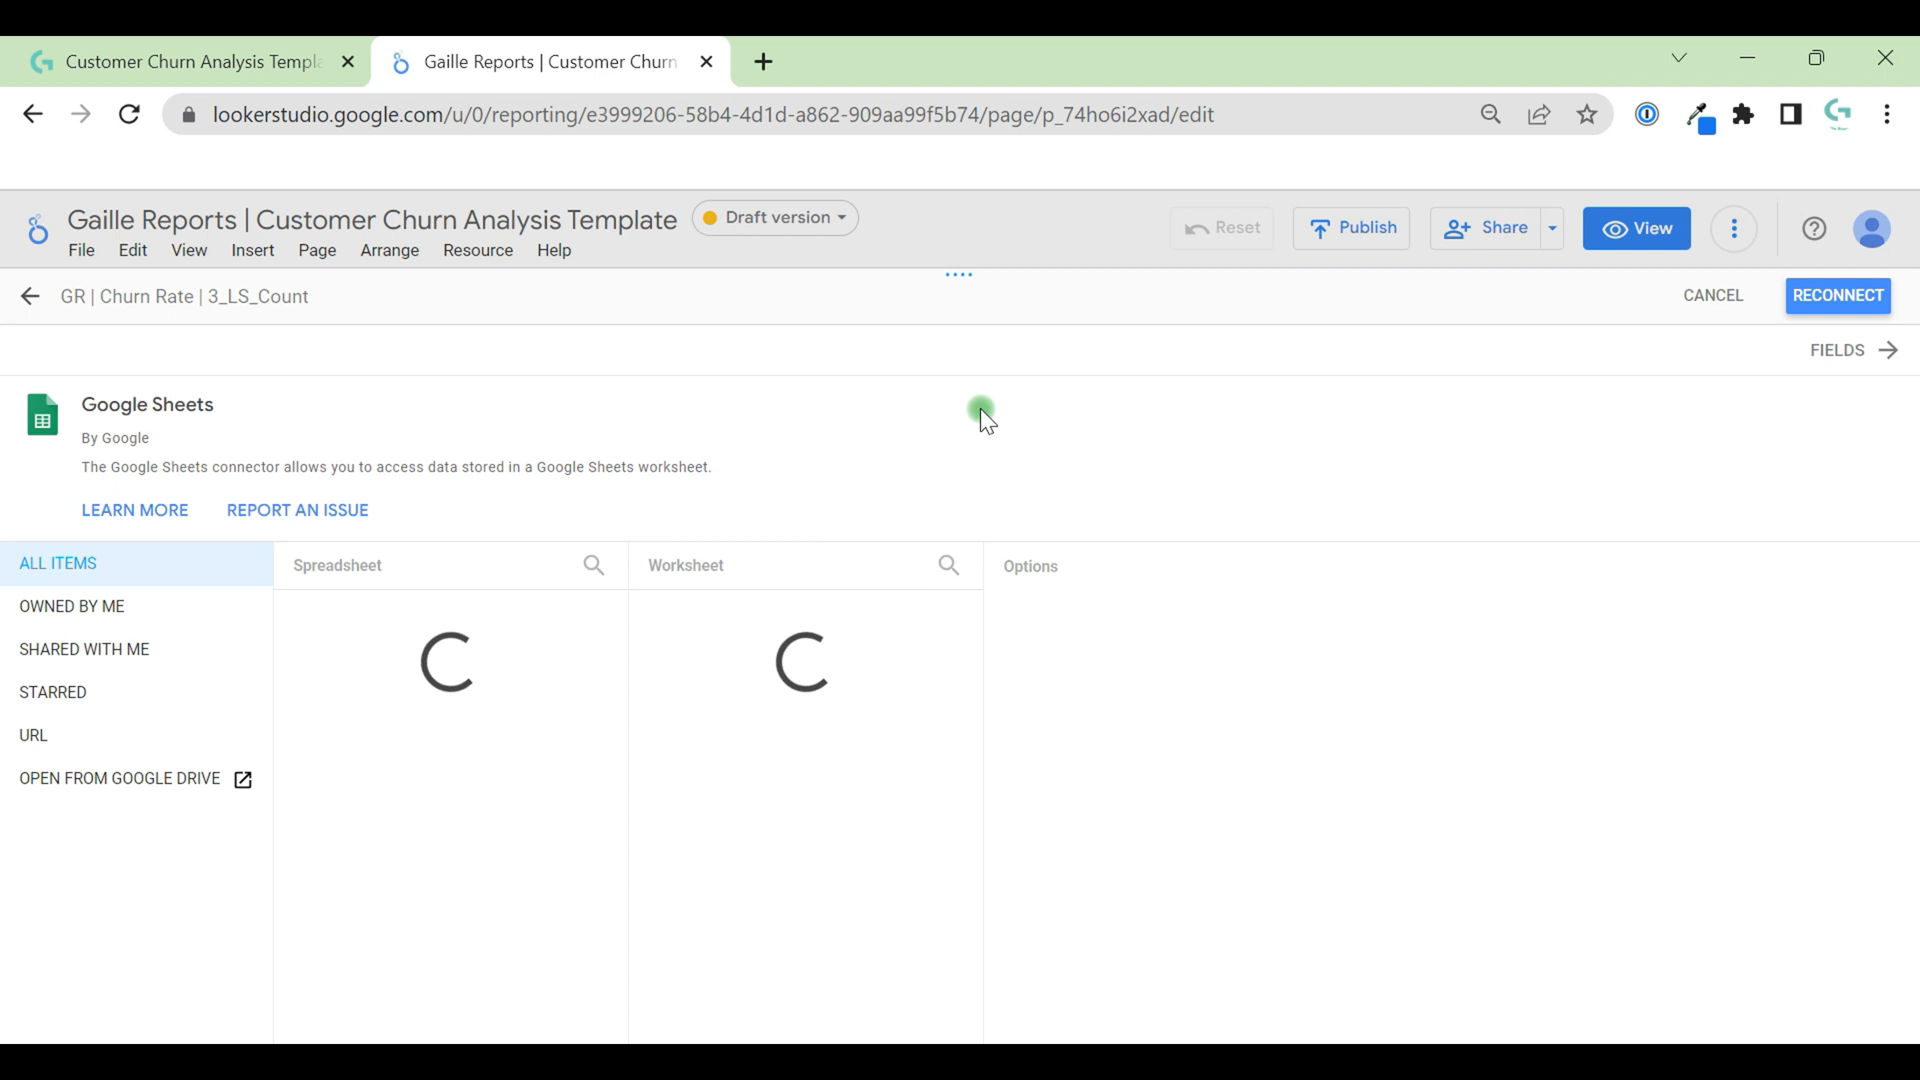 Customer Churn Analysis Templa
Gaille Reports | Customer Churn
lookerstudio.google.com/u/0/reporting/e3999206-58b4-4d1d-a862-909aa99f5b74/page/p_74ho6i2xad/edit
Gaille Reports | Customer Churn Analysis Template
Draft version
Reset
Publish
Share
View
File Edit View Insert Page Arrange Resource Help
GR | Churn Rate | 3_LS_Count
CANCEL
RECONNECT
FIELDS
Google Sheets
By Google
The Google Sheets connector allows you to access data stored in a Google Sheets worksheet.
LEARN MORE
REPORT AN ISSUE
ALL ITEMS
OWNED BY ME
SHARED WITH ME
STARRED
URL
OPEN FROM GOOGLE DRIVE
Spreadsheet
Worksheet
Options